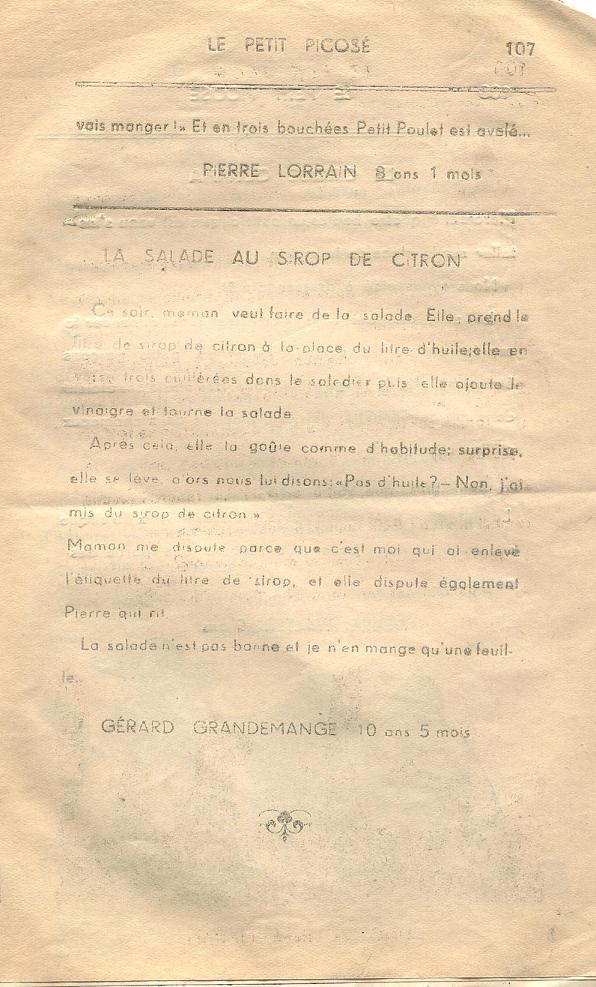 LE PETIT PICOSÉ 107
vais manger!» Et en trois bouchées Petit Poulet est avalé...
PIERRE LORRAIN 8 ans 1 mois
LA SALADE AU SIROP DE CITRON
Ce soir, maman veut faire de la salade. Elle prend le
litre de sirop de citron à la place du litre d'huile;elle en
verse trois cuillérées dans le saladier puis elle ajoute le
vinaigre et tourne la salade
Après cela, elle la goûte comme d'habitude; surprise,
elle se lève, alors nous lui disons:«Pas d'huile?— Non, j'ai
mis du sirop de citron »
Maman me dispute parce que c'est moi qui ai enlevé
l'étiquette du litre de sirop, et elle dispute également
Pierre qui rit
La salade n'est pas bonne et je n'en mange qu'une feuil-
le.
GÉRARD GRANDEMANGE 10 ans 5 mois